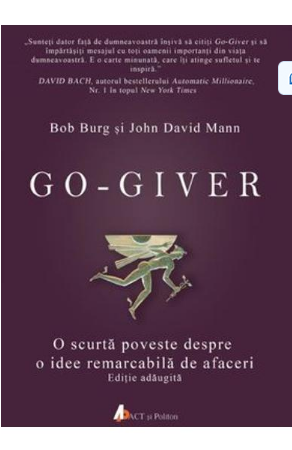 „Sunteți dator față de dumneavoastră înșivă să citiți Go-Giver și să
împărtășiți mesajul cu toți oamenii importanți din viața
dumneavoastră. E o carte minunată, care îți atinge sufletul și te
inspiră.”
DAVID BACH, autorul bestsellerului Automatic Millionaire,
Nr. 1 în topul New York Times
Bob Burg și John David Mann
GO-GIVER
O scurtă poveste despre
o idee remarcabilă de afaceri
Ediție adăugită
ACT și Politon